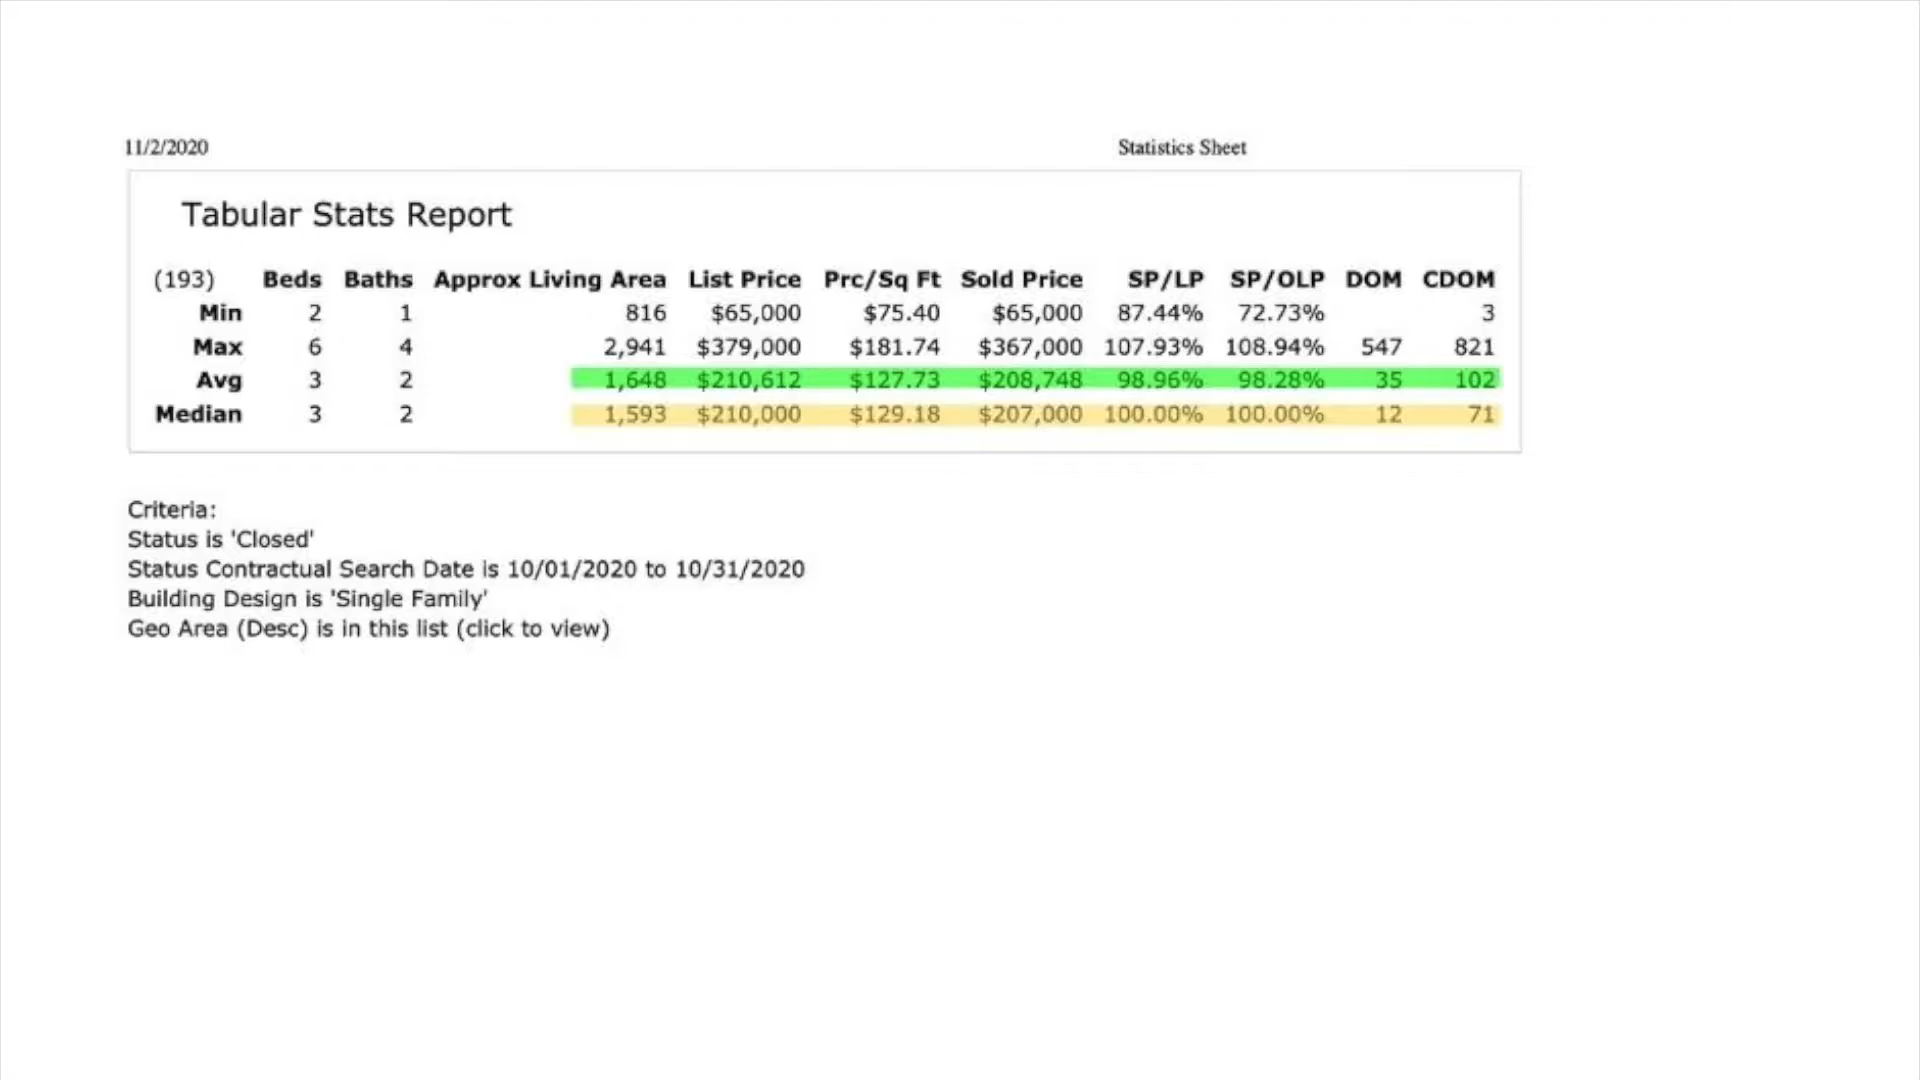 11/2/2020 Statistics Sheet
Tabular Stats Report
(193) Beds Baths Approx Living Area List Price Prc/Sq Ft Sold Price SP/LP SP/OLP DOM CDOM
Min 2 1 816 $65,000 $75.40 $65,000 87.44% 72.73% 3
Max 6 4 2,941 $379,000 $181.74 $367,000 107.93% 108.94% 547 821
Avg 3 2 1,648 $210,612 $127.73 $208,748 98.96% 98.28% 35 102
Median 3 2 1,593 $210,000 $129.18 $207,000 100.00% 100.00% 12 71
Criteria:
Status is 'Closed'
Status Contractual Search Date is 10/01/2020 to 10/31/2020
Building Design is 'Single Family'
Geo Area (Desc) is in this list (click to view)